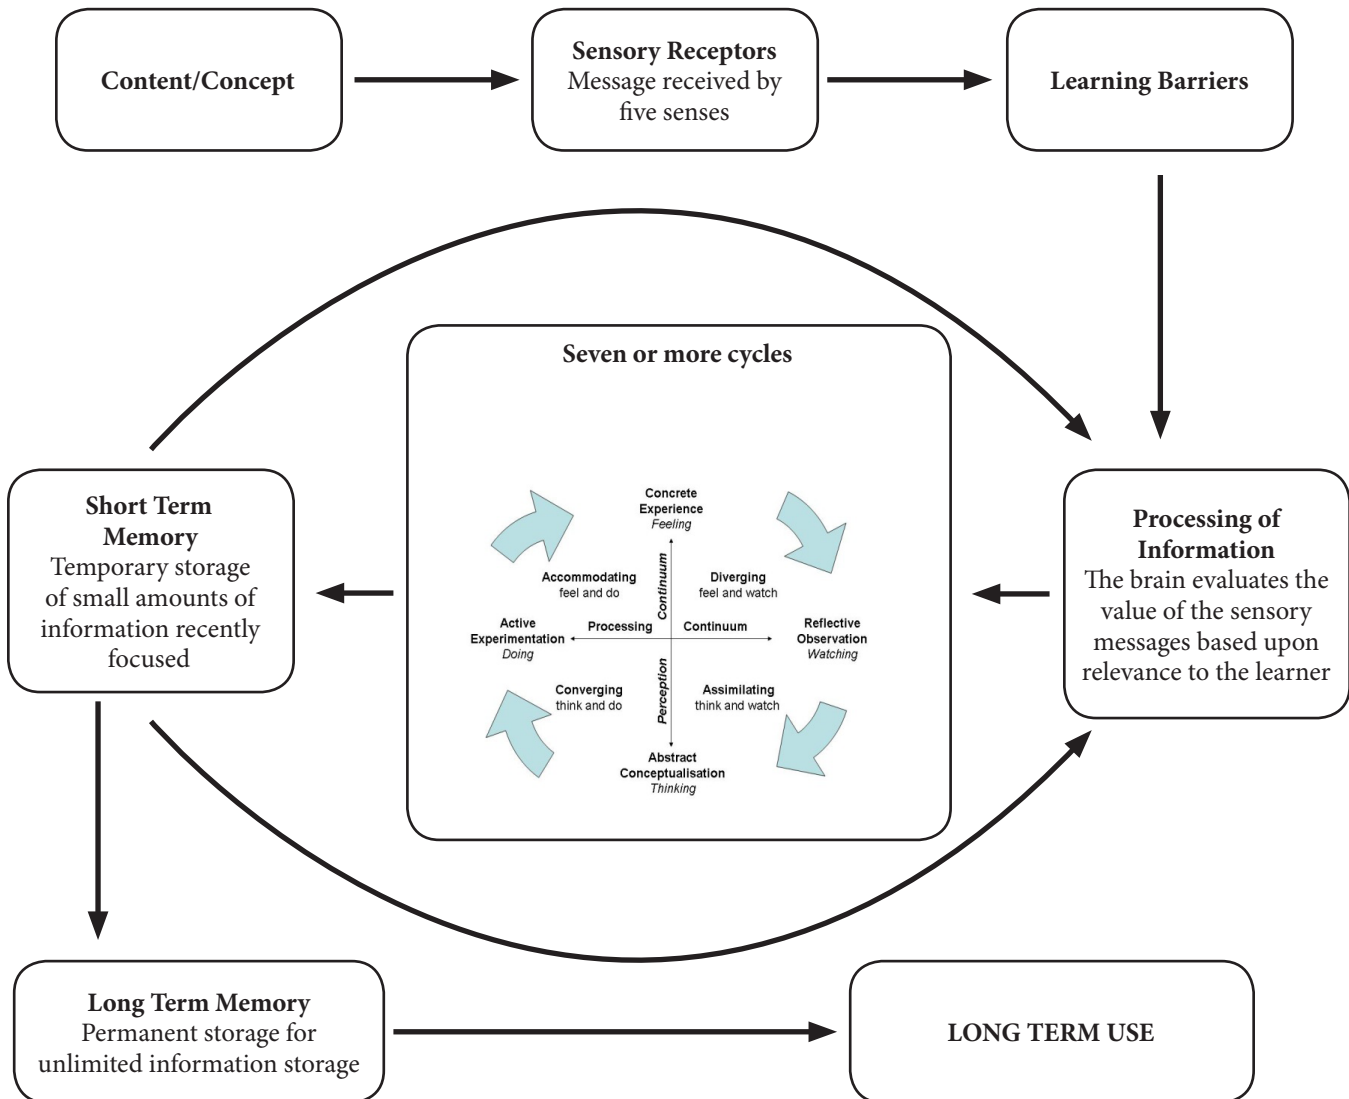 Content/Concept
Sensory Receptors
Message received by
five senses
Learning Barriers
Seven or more cycles
Short Term
Memory
Temporary storage
of small amounts of
information recently
focused
Concrete
Experience
Feeling
Accommodating
feel and do
Continuum
Diverging
feel and watch
Active
Experimentation
Doing
Processing
Continuum
Reflective
Observation
Watching
Converging
think and do
Perception
Assimilating
think and watch
Abstract
Conceptualisation
Thinking
Processing of
Information
The brain evaluates the
value of the sensory
messages based upon
relevance to the learner
Long Term Memory
Permanent storage for
unlimited information storage
LONG TERM USE